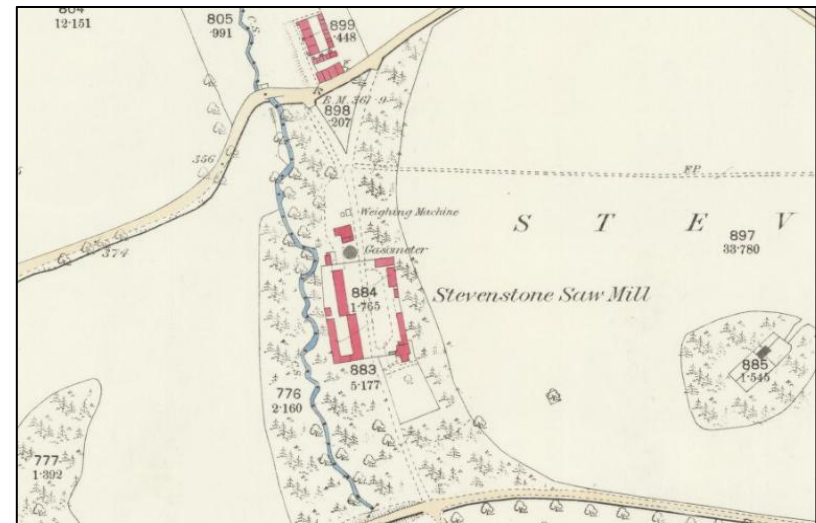 804
12·151
805
·991
C.S.
899
·448
B.M. 361·9
898
·207
356
374
F.P.
Weighing Machine
Gasometer
S T E V
897
33·780
884
1·765
Stevenstone Saw Mill
885
1·545
883
5·177
776
2·160
C.S.
777
1·392